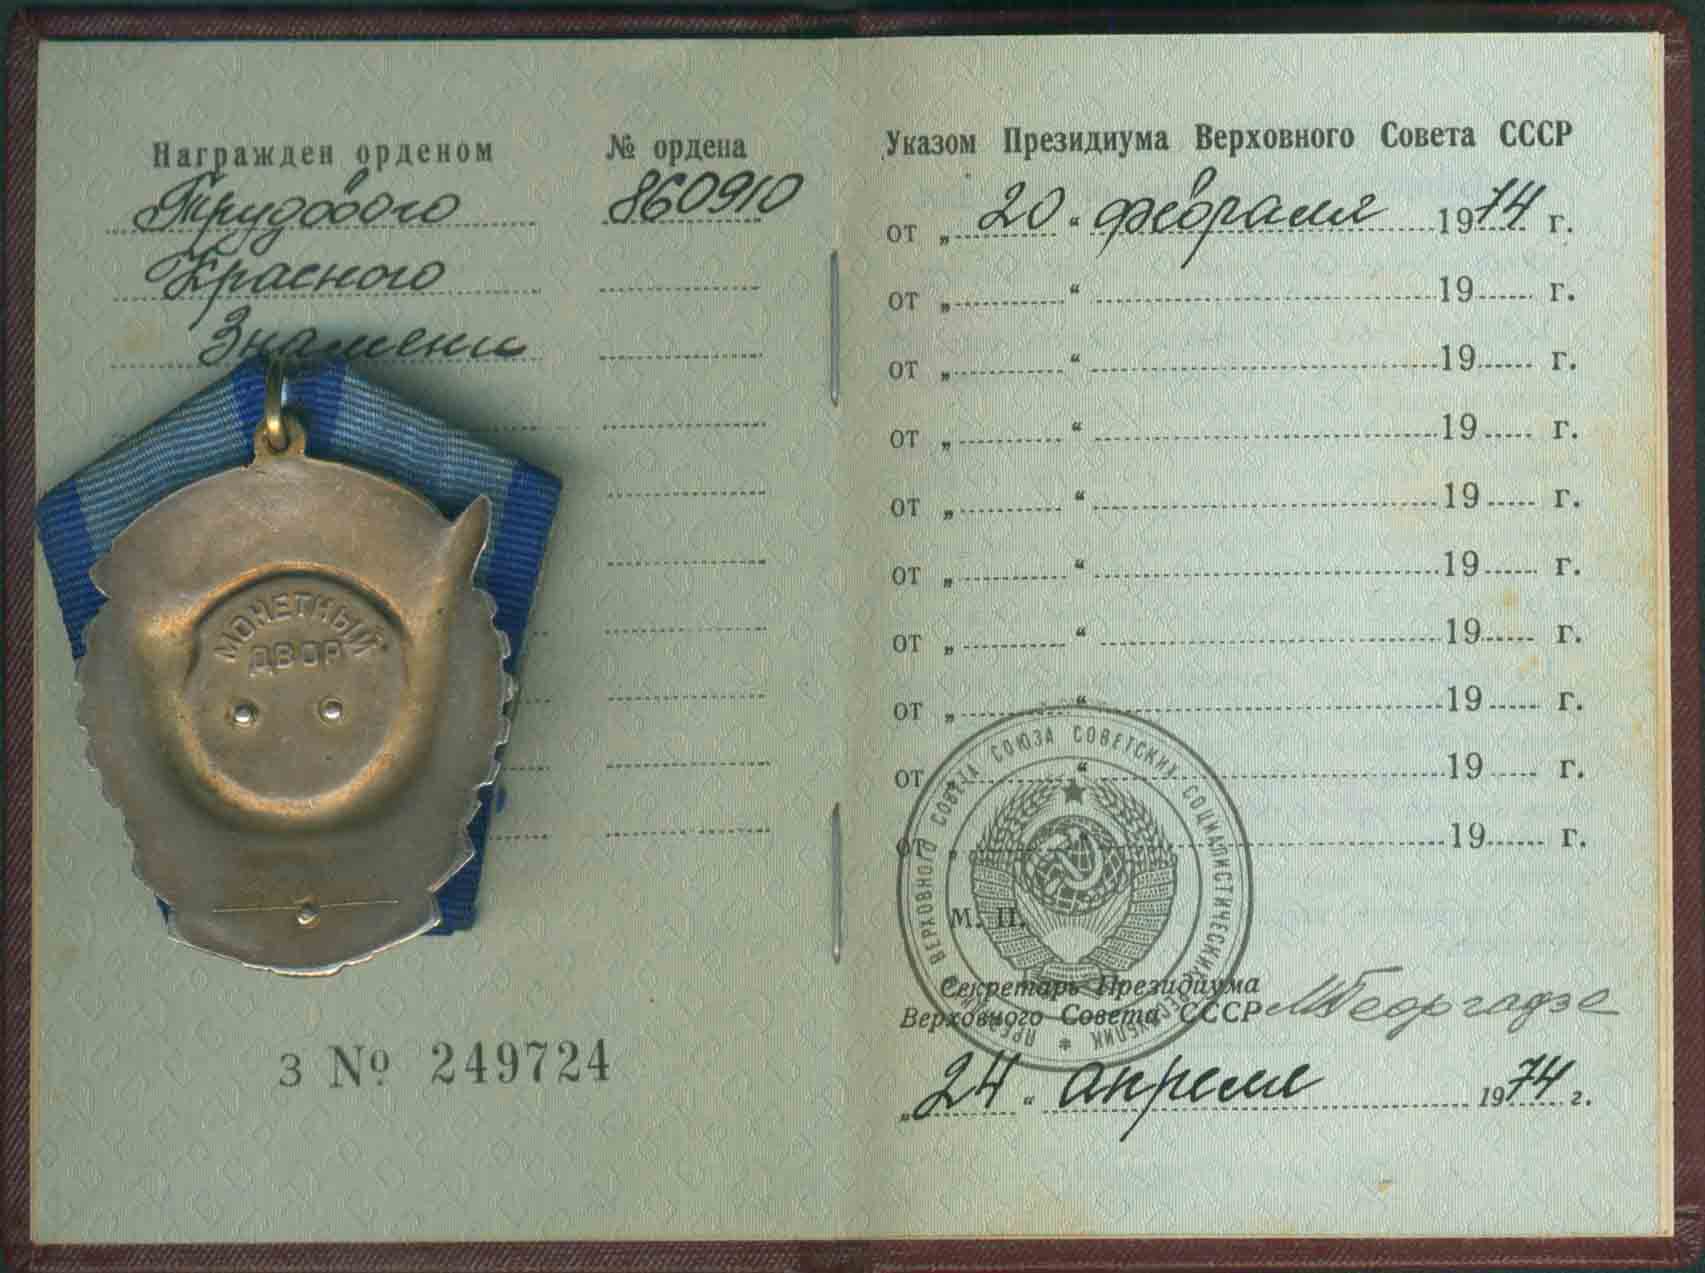 Награжден орденом № ордена
Трудового 860910
Красного
Знамени
МОНЕТНЫЙ
ДВОР
З № 249724
Указом Президиума Верховного Совета СССР
от „20“ февраля 1974 г.
от „ “ 19 г.
от „ “ 19 г.
от „ “ 19 г.
от „ “ 19 г.
от „ “ 19 г.
от „ “ 19 г.
от „ “ 19 г.
от „ “ 19 г.
от „ “ 19 г.
ПРЕЗИДИУМ ВЕРХОВНОГО СОВЕТА СОЮЗА СОВЕТСКИХ СОЦИАЛИСТИЧЕСКИХ РЕСПУБЛИК
М. П.
Секретарь Президиума
Верховного Совета СССР МГеоргадзе
„24“ апреля 1974 г.